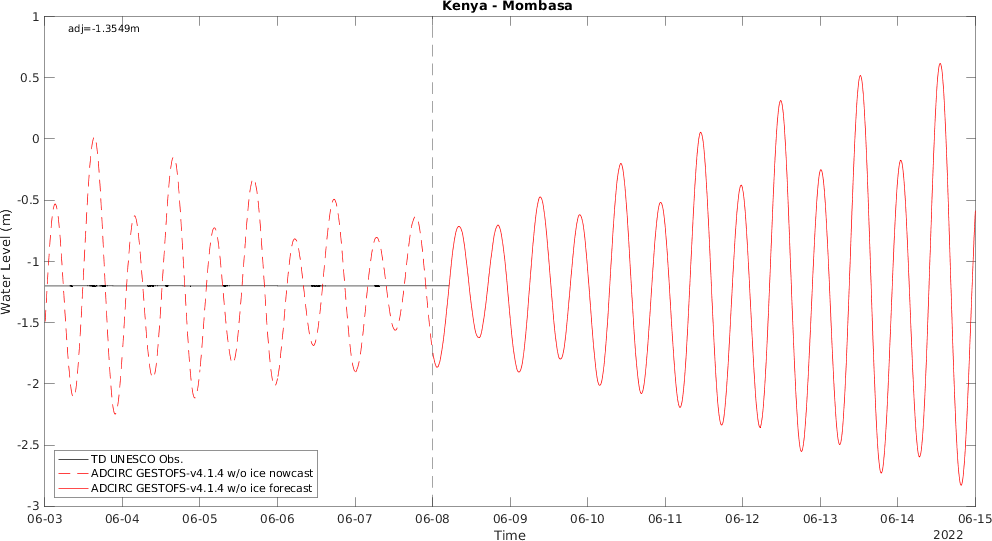 Kenya - Mombasa
adj=-1.3549m
1
0.5
0
-0.5
-1
-1.5
-2
-2.5
-3
Water Level (m)
TD UNESCO Obs.
ADCIRC GESTOFS-v4.1.4 w/o ice nowcast
ADCIRC GESTOFS-v4.1.4 w/o ice forecast
06-03 06-04 06-05 06-06 06-07 06-08 06-09 06-10 06-11 06-12 06-13 06-14 06-15
Time
2022